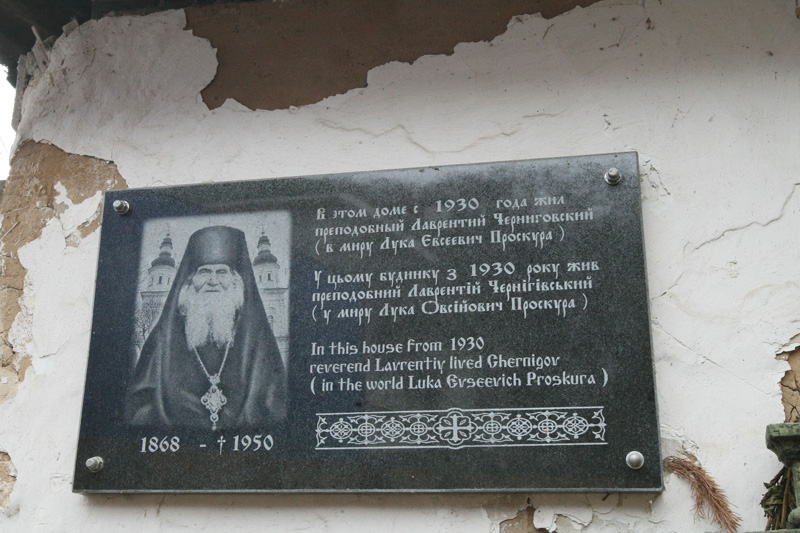 В этом доме с 1930 года жил
преподобный Лаврентий Черниговский
( в миру Лука Евсеевич Проскура )
У цьому будинку з 1930 року жив
преподобний Лаврентій Чернігівський
( у миру Лука Овсійович Проскура )
In this house from 1930
reverend Lavrentiy lived Chernigov
( in the world Luka Evseevich Proskura )
1868 - †1950